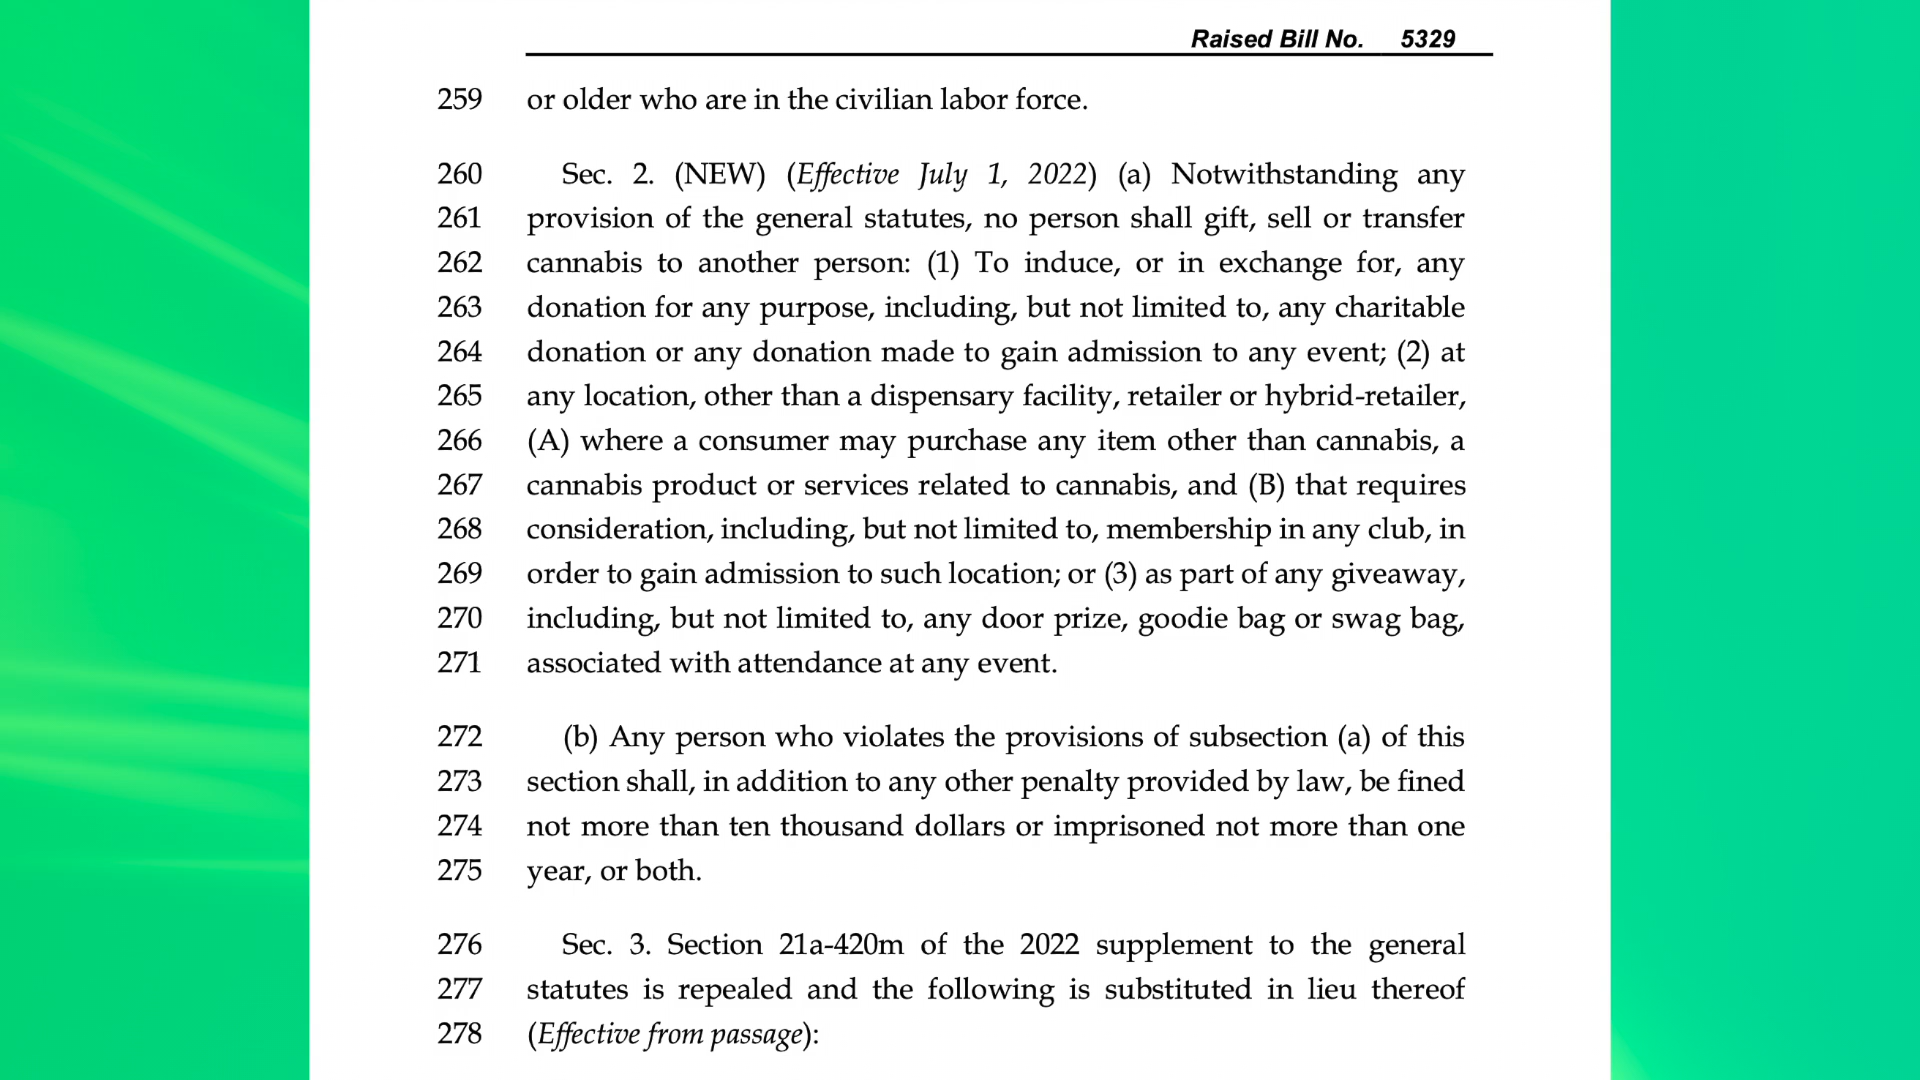 Raised Bill No. 5329
259 or older who are in the civilian labor force.
260 Sec. 2. (NEW) (Effective July 1, 2022) (a) Notwithstanding any
261 provision of the general statutes, no person shall gift, sell or transfer
262 cannabis to another person: (1) To induce, or in exchange for, any
263 donation for any purpose, including, but not limited to, any charitable
264 donation or any donation made to gain admission to any event; (2) at
265 any location, other than a dispensary facility, retailer or hybrid-retailer,
266 (A) where a consumer may purchase any item other than cannabis, a
267 cannabis product or services related to cannabis, and (B) that requires
268 consideration, including, but not limited to, membership in any club, in
269 order to gain admission to such location; or (3) as part of any giveaway,
270 including, but not limited to, any door prize, goodie bag or swag bag,
271 associated with attendance at any event.
272 (b) Any person who violates the provisions of subsection (a) of this
273 section shall, in addition to any other penalty provided by law, be fined
274 not more than ten thousand dollars or imprisoned not more than one
275 year, or both.
276 Sec. 3. Section 21a-420m of the 2022 supplement to the general
277 statutes is repealed and the following is substituted in lieu thereof
278 (Effective from passage):